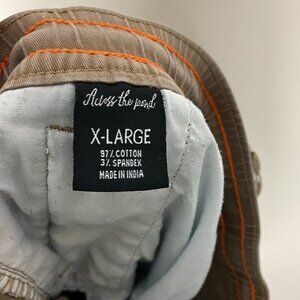 Across the pond
X-LARGE
97% COTTON
3% SPANDEX
MADE IN INDIA